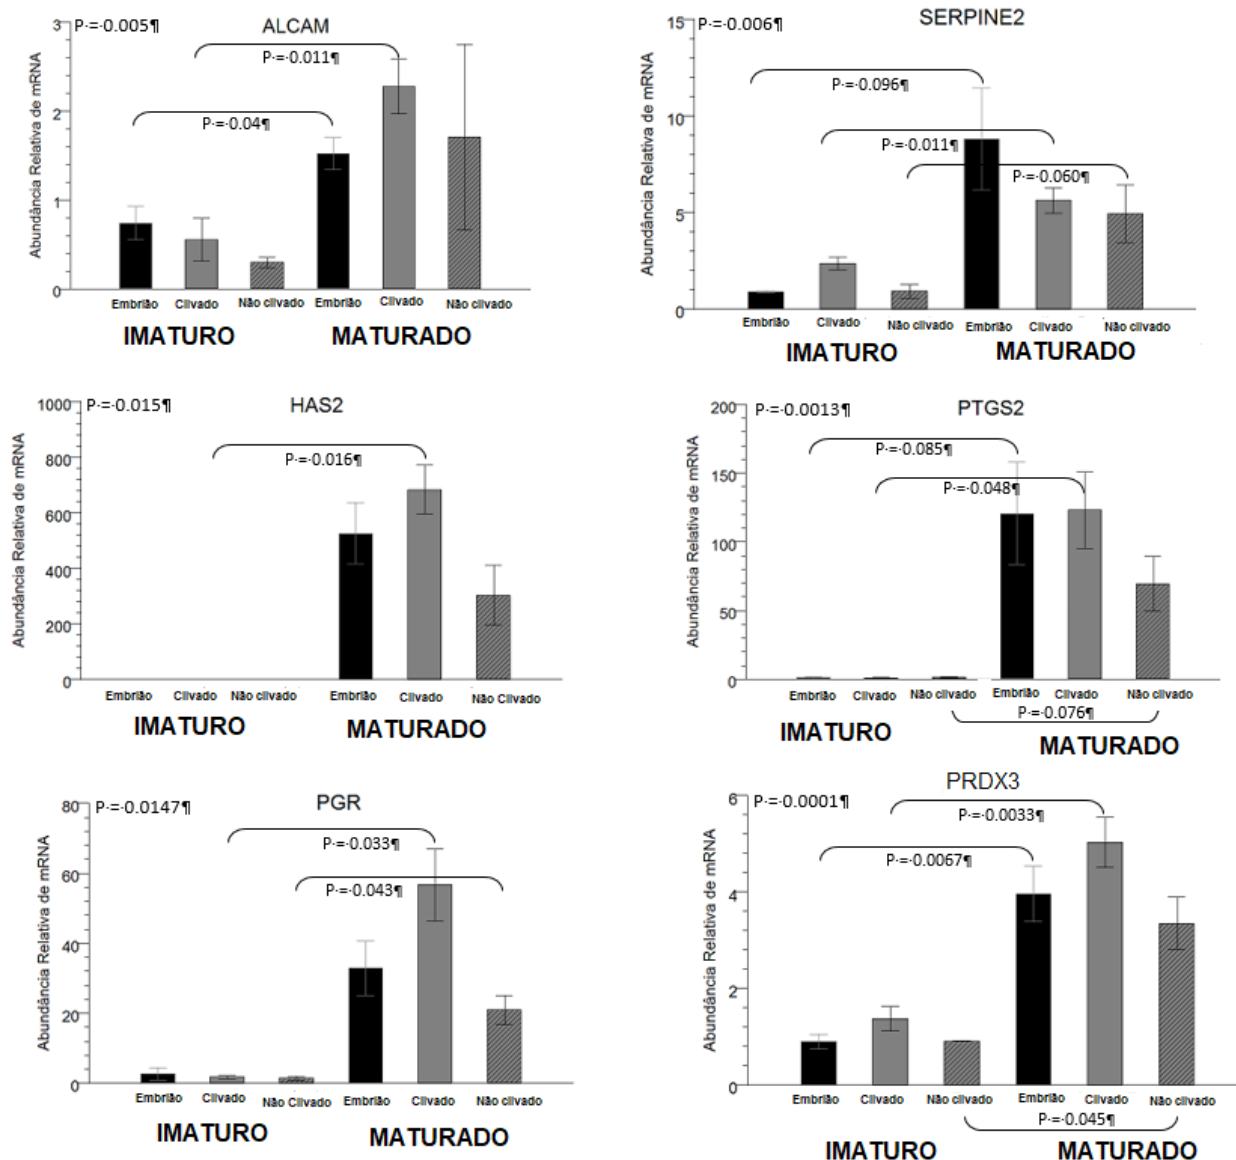 ALCAM
P·=·0.005¶
P·=·0.011¶
P·=·0.04¶
Abundância Relativa de mRNA
3
2
1
0
Embrião Clivado Não clivado Embrião Clivado Não clivado
IMATURO MATURADO
SERPINE2
P·=·0.006¶
P·=·0.096¶
P·=·0.011¶
P·=·0.060¶
Abundância Relativa de mRNA
15
10
5
0
Embrião Clivado Não clivado Embrião Clivado Não clivado
IMATURO MATURADO
HAS2
P·=·0.015¶
P·=·0.016¶
Abundância Relativa de mRNA
1000
800
600
400
200
0
Embrião Clivado Não clivado Embrião Clivado Não Clivado
IMATURO MATURADO
PTGS2
P·=·0.0013¶
P·=·0.085¶
P·=·0.048¶
Abundância Relativa de mRNA
200
150
100
50
0
Embrião Clivado Não clivado Embrião Clivado Não clivado
P·=·0.076¶
IMATURO MATURADO
PGR
P·=·0.0147¶
P·=·0.033¶
P·=·0.043¶
Abundância Relativa de mRNA
80
60
40
20
0
Embrião Clivado Não Clivado Embrião Clivado Não clivado
IMATURO MATURADO
PRDX3
P·=·0.0001¶
P·=·0.0033¶
P·=·0.0067¶
Abundância Relativa de mRNA
6
4
2
0
Embrião Clivado Não clivado Embrião Clivado Não clivado
P·=·0.045¶
IMATURO MATURADO